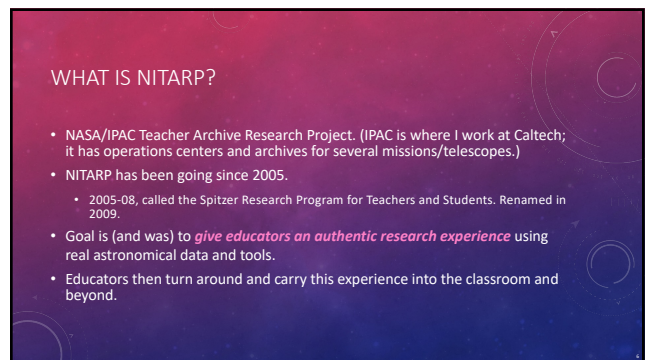 WHAT IS NITARP?
• NASA/IPAC Teacher Archive Research Project. (IPAC is where I work at Caltech;
it has operations centers and archives for several missions/telescopes.)
• NITARP has been going since 2005.
• 2005-08, called the Spitzer Research Program for Teachers and Students. Renamed in
2009.
• Goal is (and was) to give educators an authentic research experience using
real astronomical data and tools.
• Educators then turn around and carry this experience into the classroom and
beyond.